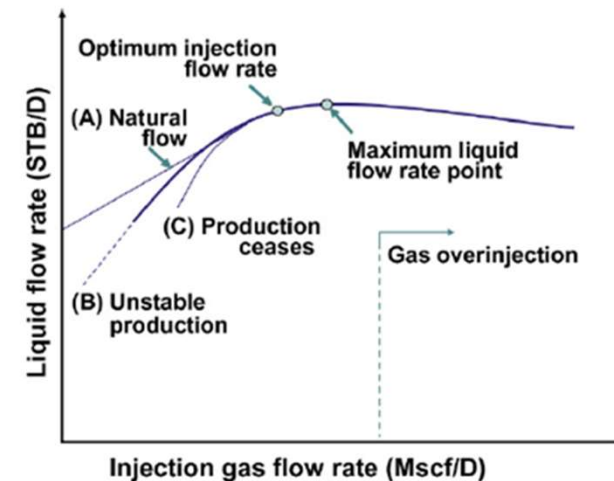 Optimum injection
flow rate
(A) Natural
flow
Maximum liquid
flow rate point
(C) Production
ceases
Gas overinjection
(B) Unstable
production
Liquid flow rate (STB/D)
Injection gas flow rate (Mscf/D)